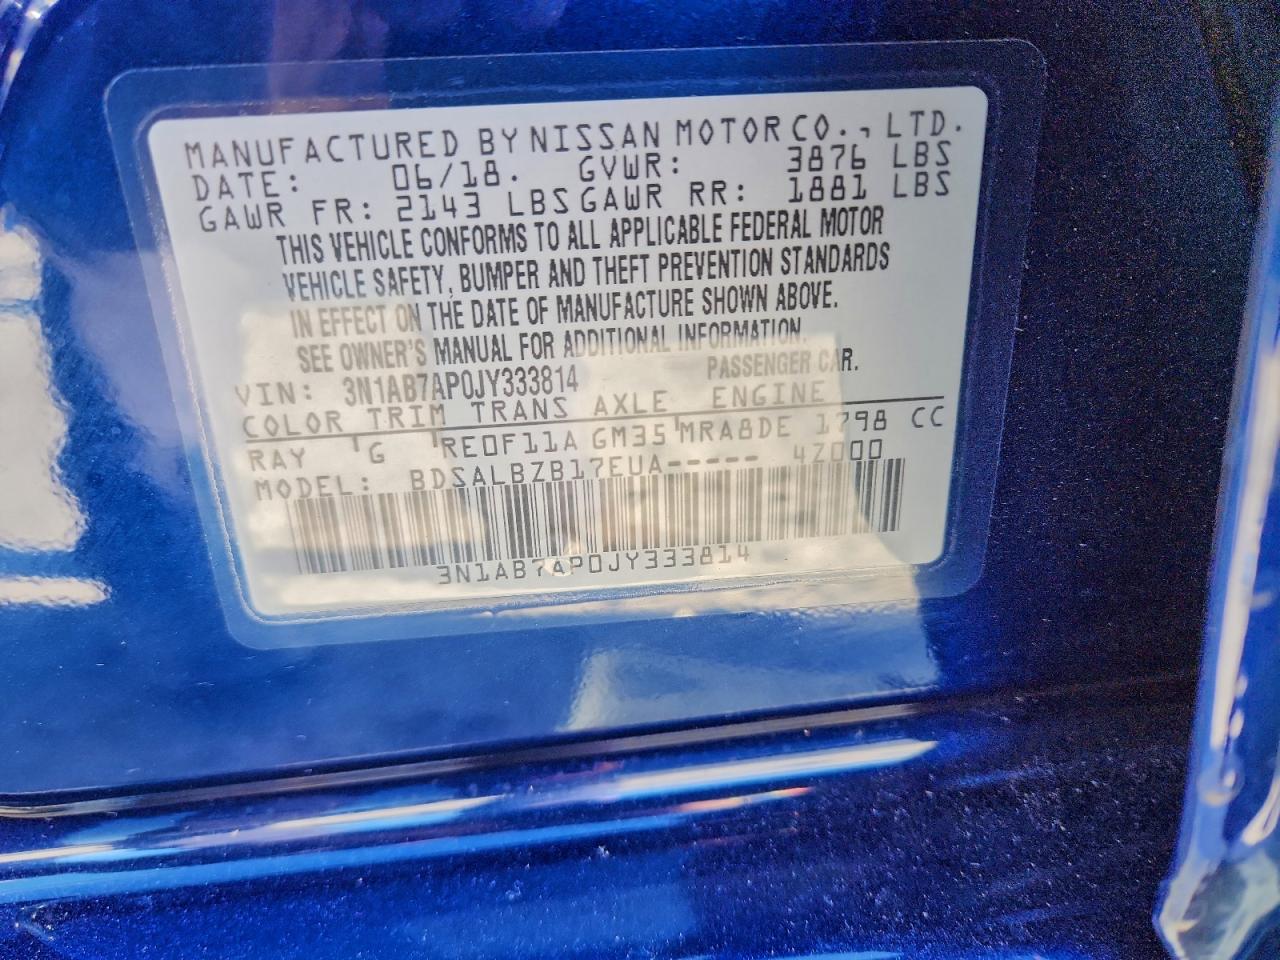 MANUFACTURED BY NISSAN MOTOR CO., LTD.
DATE: 06/18. GVWR: 3876 LBS
GAWR FR: 2143 LBS GAWR RR: 1881 LBS
THIS VEHICLE CONFORMS TO ALL APPLICABLE FEDERAL MOTOR
VEHICLE SAFETY, BUMPER AND THEFT PREVENTION STANDARDS
IN EFFECT ON THE DATE OF MANUFACTURE SHOWN ABOVE.
SEE OWNER'S MANUAL FOR ADDITIONAL INFORMATION.
VIN: 3N1AB7AP0JY333814 PASSENGER CAR.
COLOR TRIM TRANS AXLE ENGINE
RAY G RE0F11A GM35 MRA8DE 1798 CC
MODEL: BDSALBZB17EUA----- 4Z000
3N1AB7AP0JY333814